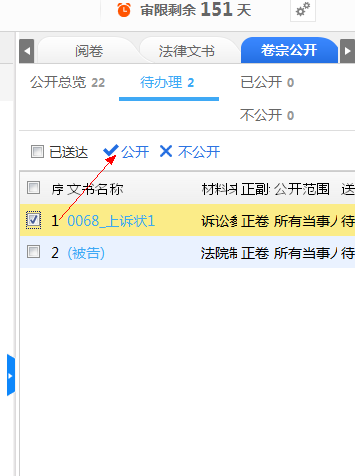 审限剩余 151 天
阅卷 法律文书 卷宗公开
公开总览 22 待办理 2 已公开 0
不公开 0
已送达 公开 不公开
序 文书名称 材料 正副 公开范围 送
1 0068_上诉状1 诉讼 正卷 所有当事人 待
2 (被告) 法院 正卷 所有当事人 待